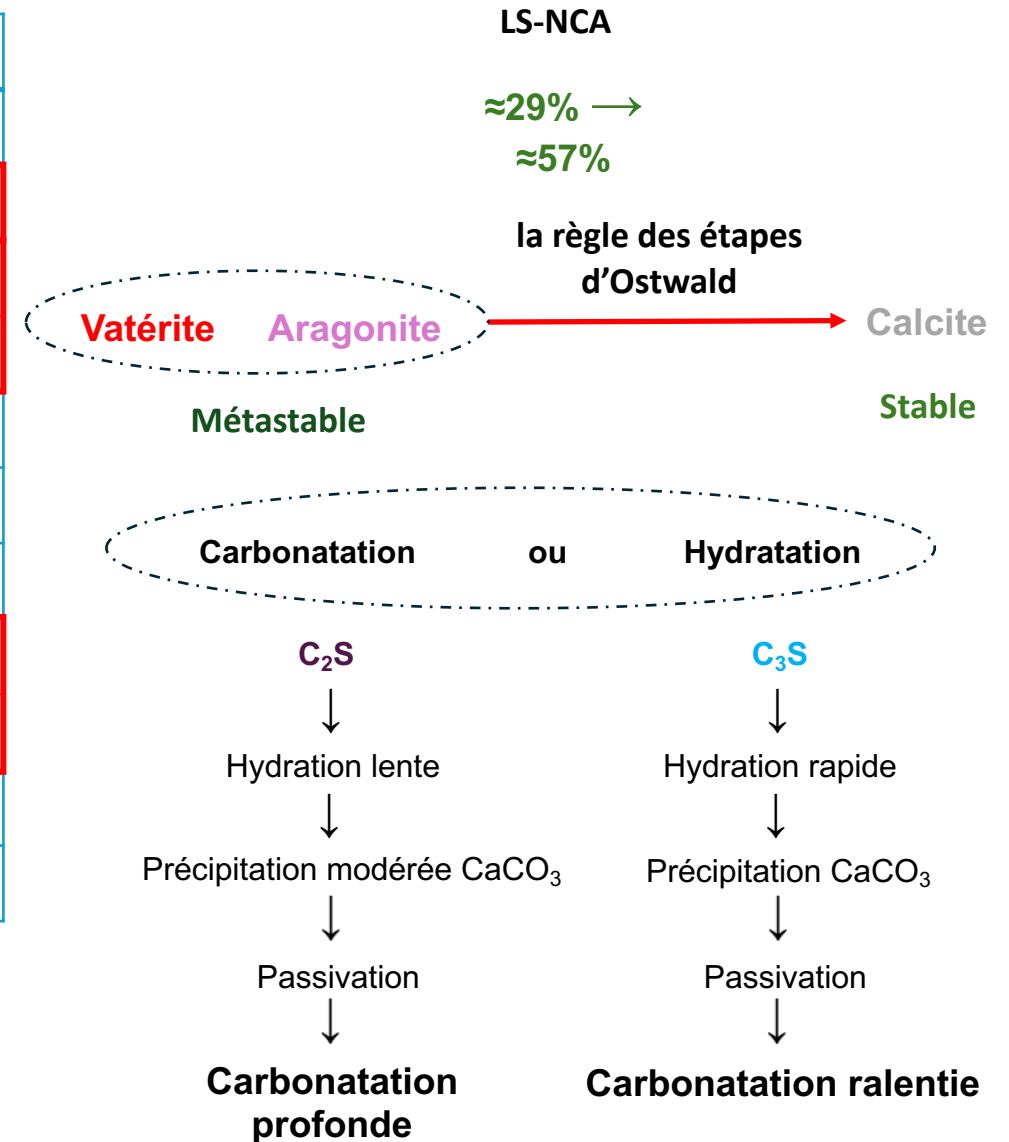 LS-NCA
≈29% →
≈57%
la règle des étapes
d’Ostwald
Vatérite Aragonite Calcite
Métastable Stable
Carbonatation ou Hydratation
C₂S C₃S
↓ ↓
Hydration lente Hydration rapide
↓ ↓
Précipitation modérée CaCO₃ Précipitation CaCO₃
↓ ↓
Passivation Passivation
↓ ↓
Carbonatation
profonde
Carbonatation ralentie